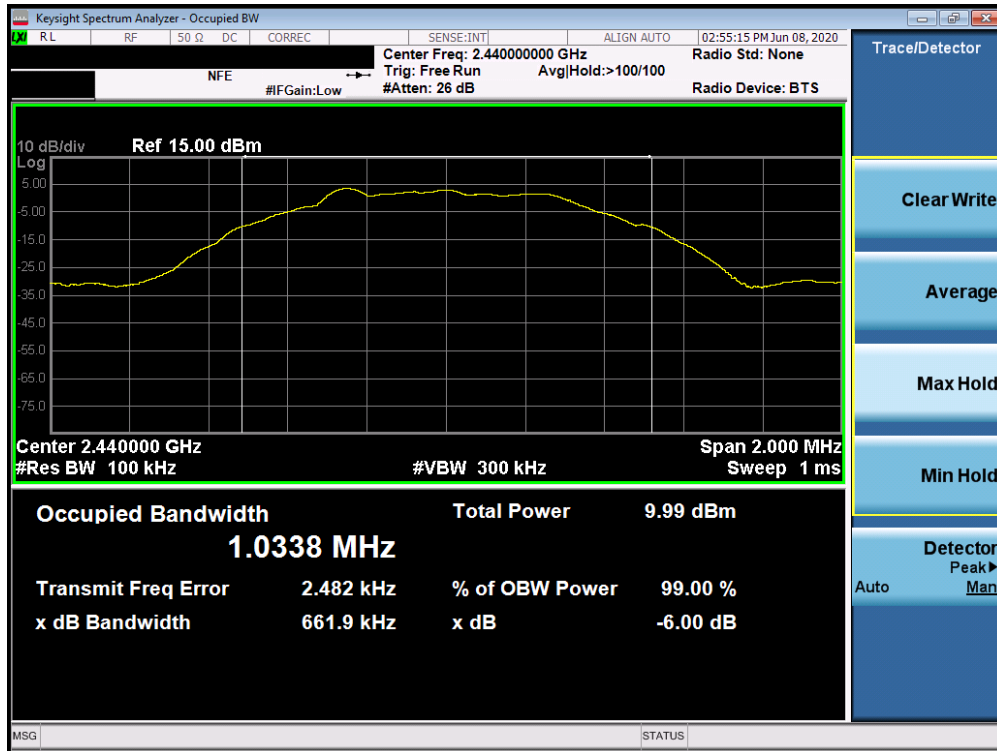 Keysight Spectrum Analyzer - Occupied BW
LXI RL RF 50 Ω DC CORREC SENSE:INT ALIGN AUTO 02:55:15 PM Jun 08, 2020
Center Freq: 2.440000000 GHz Radio Std: None
NFE Trig: Free Run Avg|Hold:>100/100
#IFGain:Low #Atten: 26 dB Radio Device: BTS
Trace/Detector
10 dB/div Ref 15.00 dBm
Log
5.00
-5.00
-15.0
-25.0
-35.0
-45.0
-55.0
-65.0
-75.0
Center 2.440000 GHz Span 2.000 MHz
#Res BW 100 kHz #VBW 300 kHz Sweep 1 ms
Occupied Bandwidth Total Power 9.99 dBm
1.0338 MHz
Transmit Freq Error 2.482 kHz % of OBW Power 99.00 %
x dB Bandwidth 661.9 kHz x dB -6.00 dB
Clear Write
Average
Max Hold
Min Hold
Detector
Peak▶
Auto Man
MSG STATUS